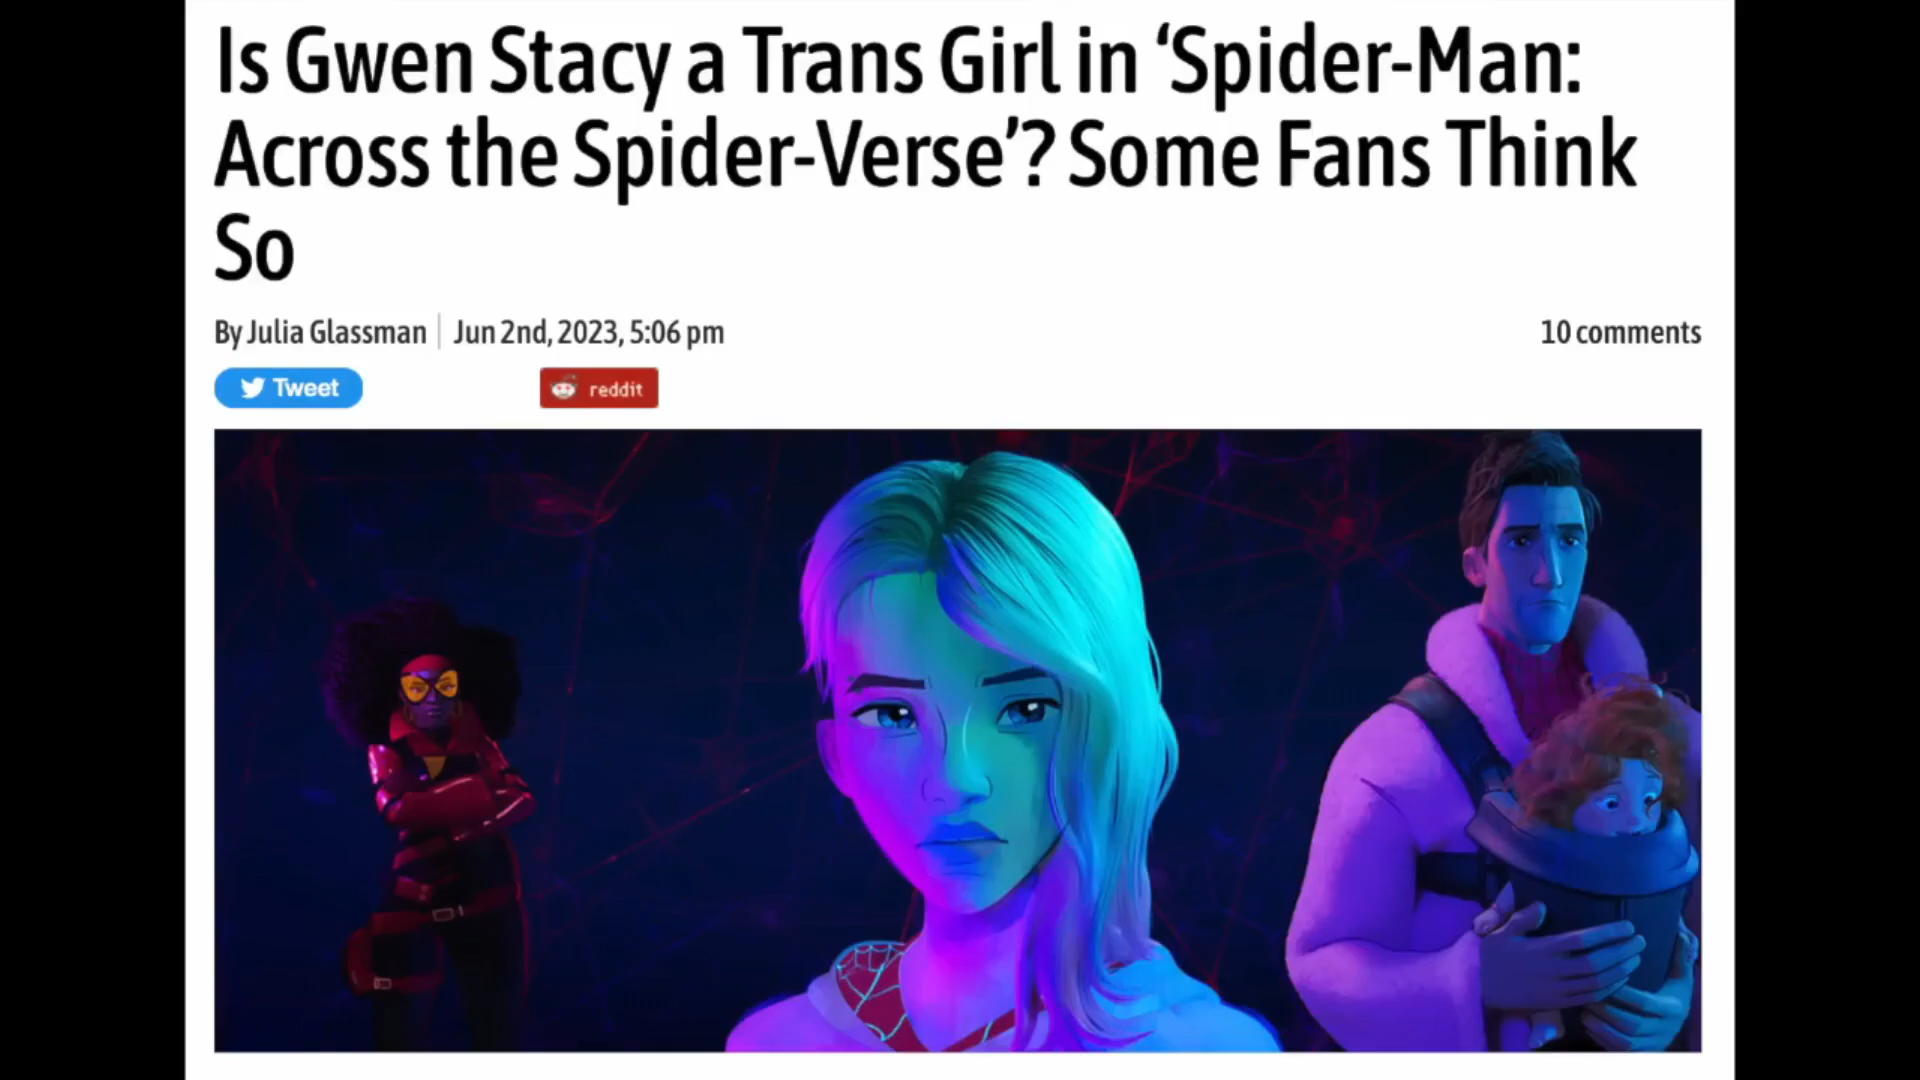 Is Gwen Stacy a Trans Girl in ‘Spider-Man:
Across the Spider-Verse’? Some Fans Think
So
By Julia Glassman | Jun 2nd, 2023, 5:06 pm
10 comments
Tweet
reddit